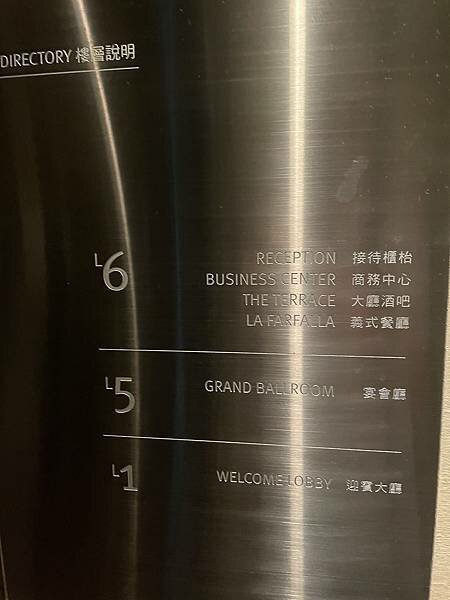 DIRECTORY 樓層說明
L6 RECEPTION 接待櫃枱
BUSINESS CENTER 商務中心
THE TERRACE 大廳酒吧
LA FARFALLA 義式餐廳
L5 GRAND BALLROOM 宴會廳
L1 WELCOME LOBBY 迎賓大廳